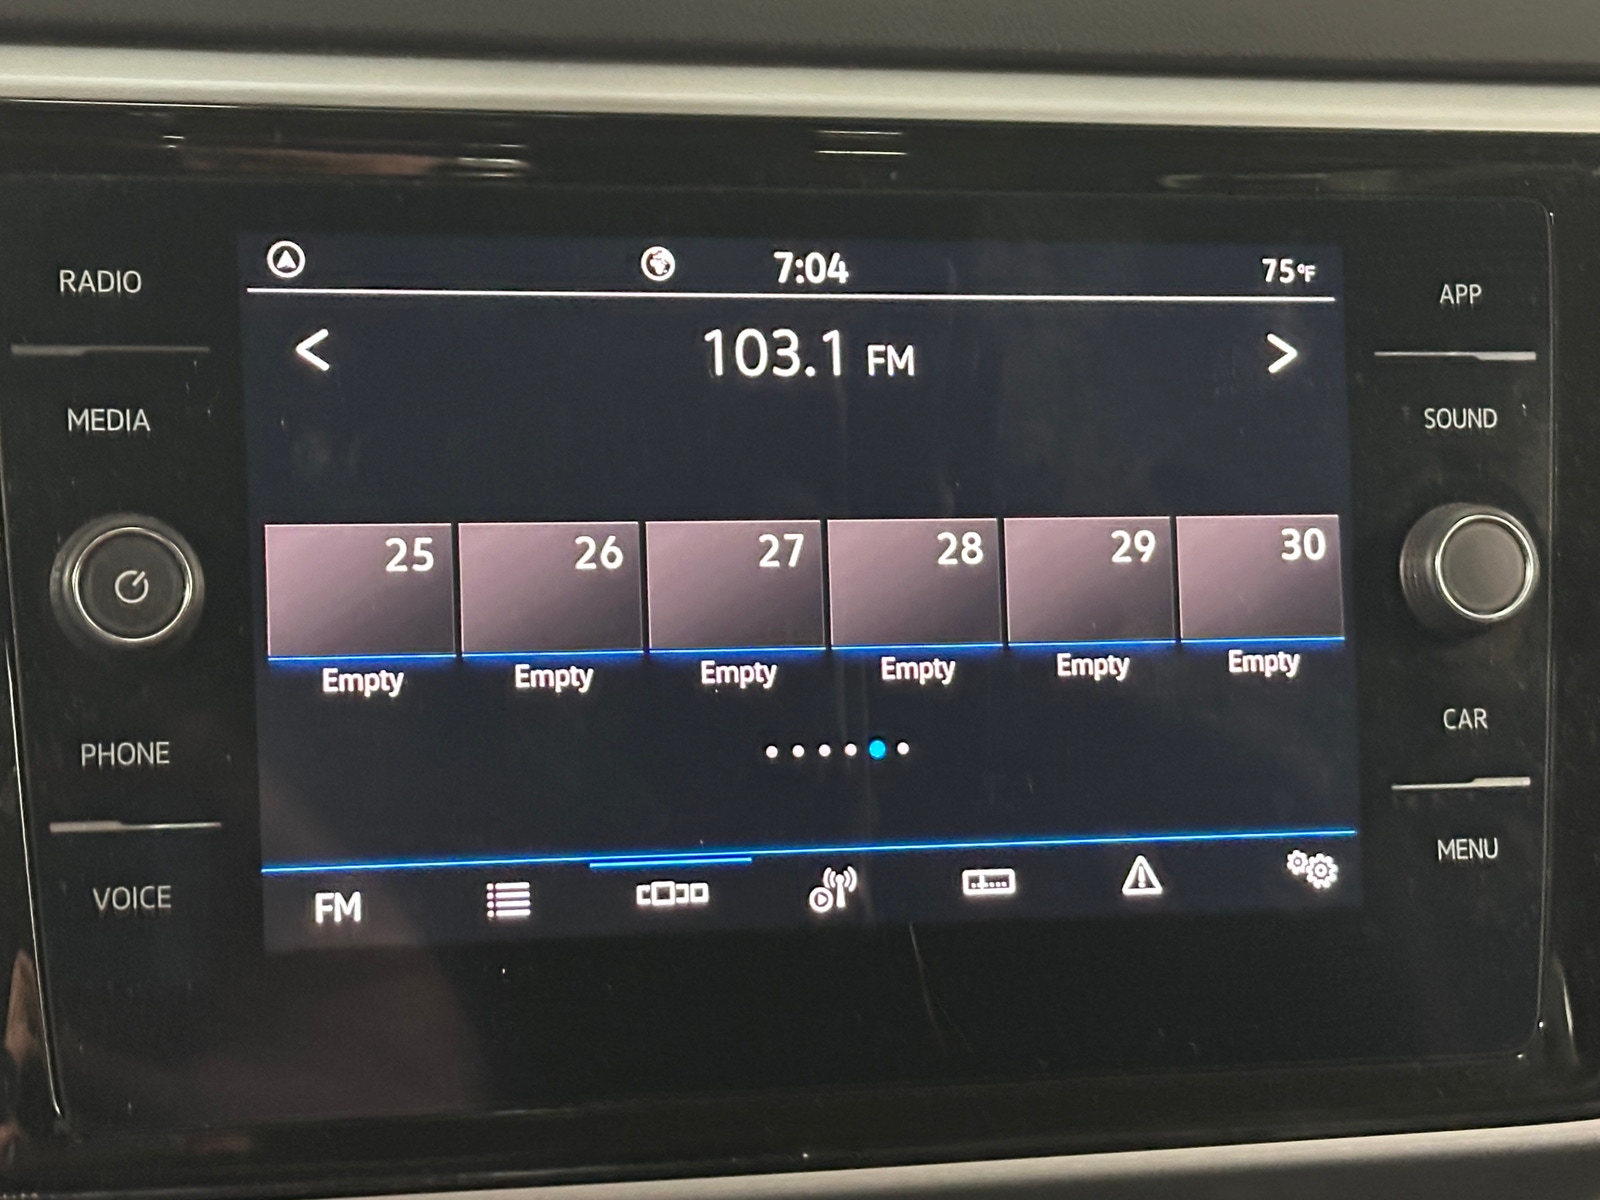 7:04
75°F
RADIO
APP
< 103.1 FM >
MEDIA
SOUND
25 26 27 28 29 30
Empty Empty Empty Empty Empty Empty
PHONE
CAR
VOICE
MENU
FM